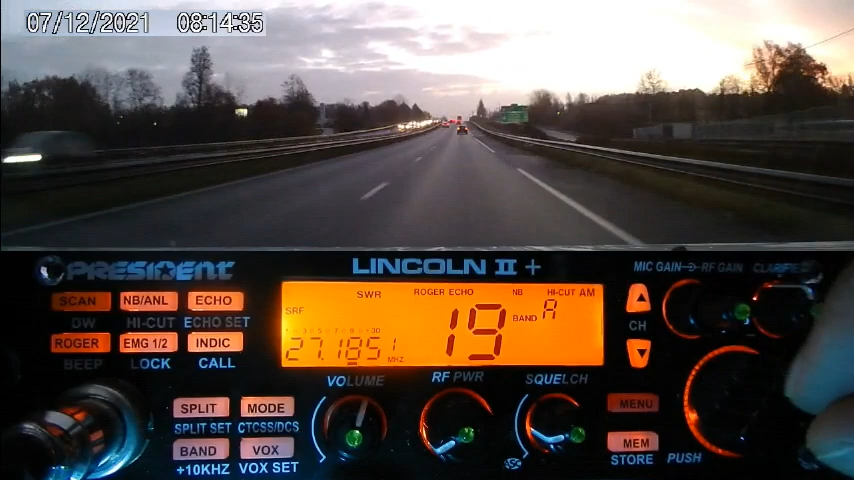 07/12/2021 08:14:35
PRESIDENT LINCOLN II + MIC GAIN RF GAIN CLARIFIER
SCAN NB/ANL ECHO
DW HI-CUT ECHO SET
ROGER EMG 1/2 INDIC
BEEP LOCK CALL
SWR ROGER ECHO NB HI-CUT AM
SRF
BAND A
19
27.1851 MHZ
CH
VOLUME RF PWR SQUELCH
SPLIT MODE
SPLIT SET CTCSS/DCS
BAND VOX
+10KHZ VOX SET
ASC
MENU
MEM
STORE PUSH